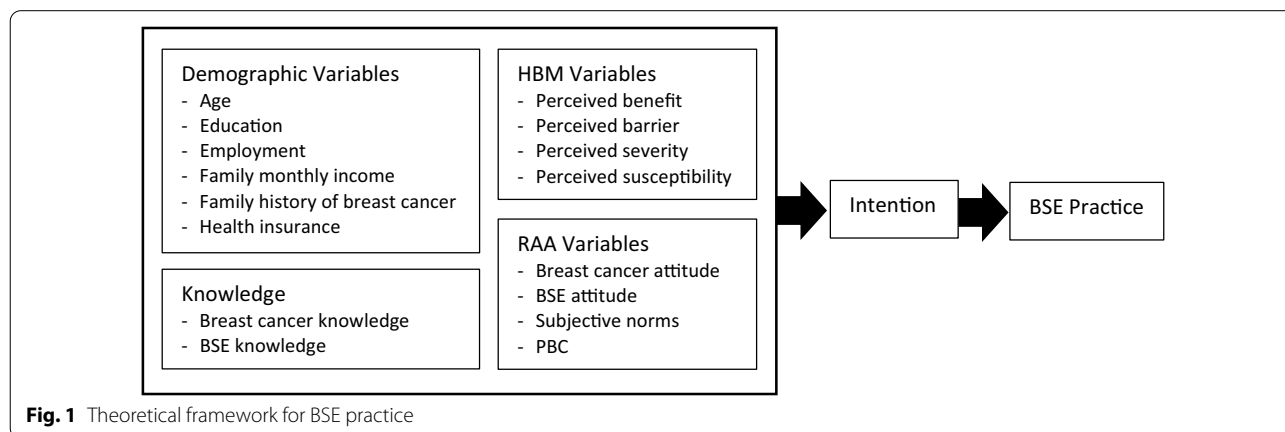 Demographic Variables
- Age
- Education
- Employment
- Family monthly income
- Family history of breast cancer
- Health insurance
Knowledge
- Breast cancer knowledge
- BSE knowledge
HBM Variables
- Perceived benefit
- Perceived barrier
- Perceived severity
- Perceived susceptibility
RAA Variables
- Breast cancer attitude
- BSE attitude
- Subjective norms
- PBC
Intention
BSE Practice
Fig. 1 Theoretical framework for BSE practice